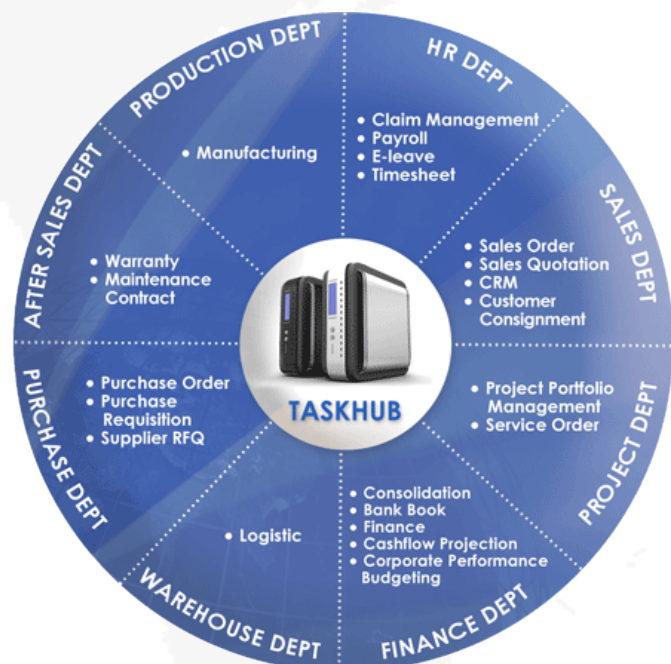 PRODUCTION DEPT
• Manufacturing
HR DEPT
• Claim Management
• Payroll
• E-leave
• Timesheet
SALES DEPT
• Sales Order
• Sales Quotation
• CRM
• Customer
Consignment
PROJECT DEPT
• Project Portfolio
Management
• Service Order
FINANCE DEPT
• Consolidation
• Bank Book
• Finance
• Cashflow Projection
• Corporate Performance
Budgeting
WAREHOUSE DEPT
• Logistic
PURCHASE DEPT
• Purchase Order
• Purchase
Requisition
• Supplier RFQ
AFTER SALES DEPT
• Warranty
• Maintenance
Contract
TASKHUB